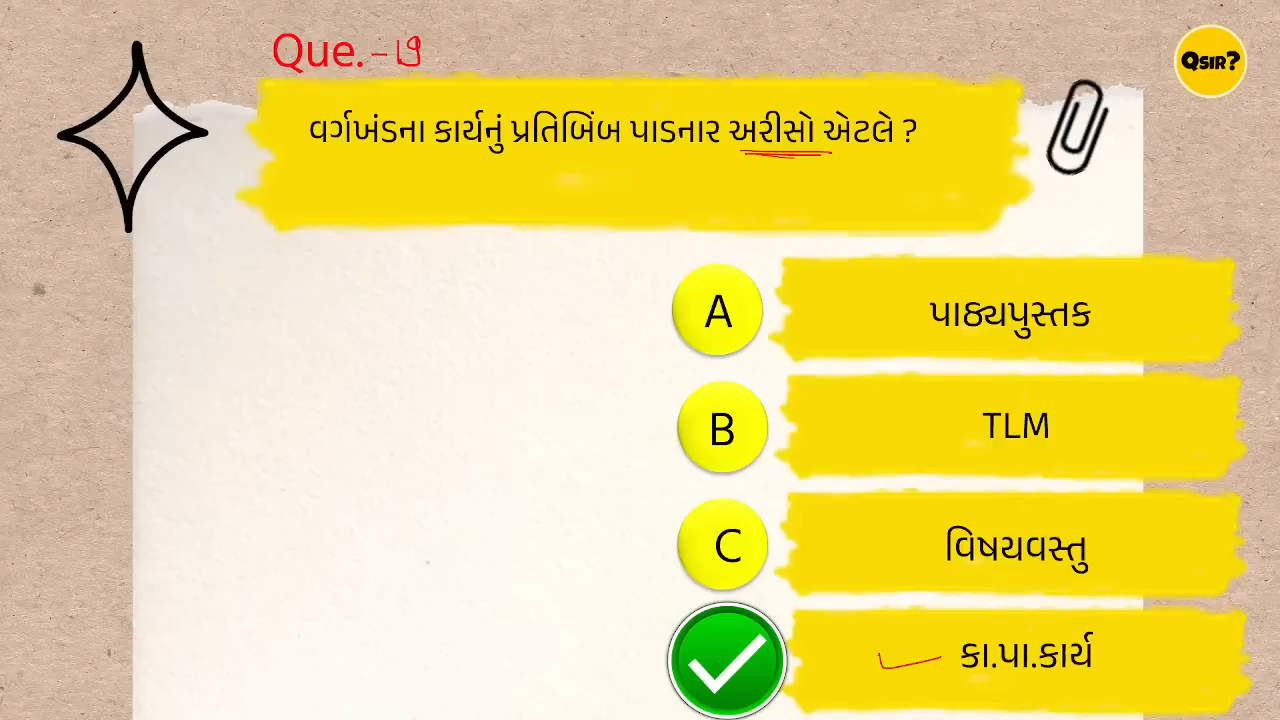 Que.-૭
QSIR?
વર્ગખંડના કાર્યનું પ્રતિબિંબ પાડનાર અરીસો એટલે ?
A પાઠ્યપુસ્તક
B TLM
C વિષયવસ્તુ
કા.પા.કાર્ય